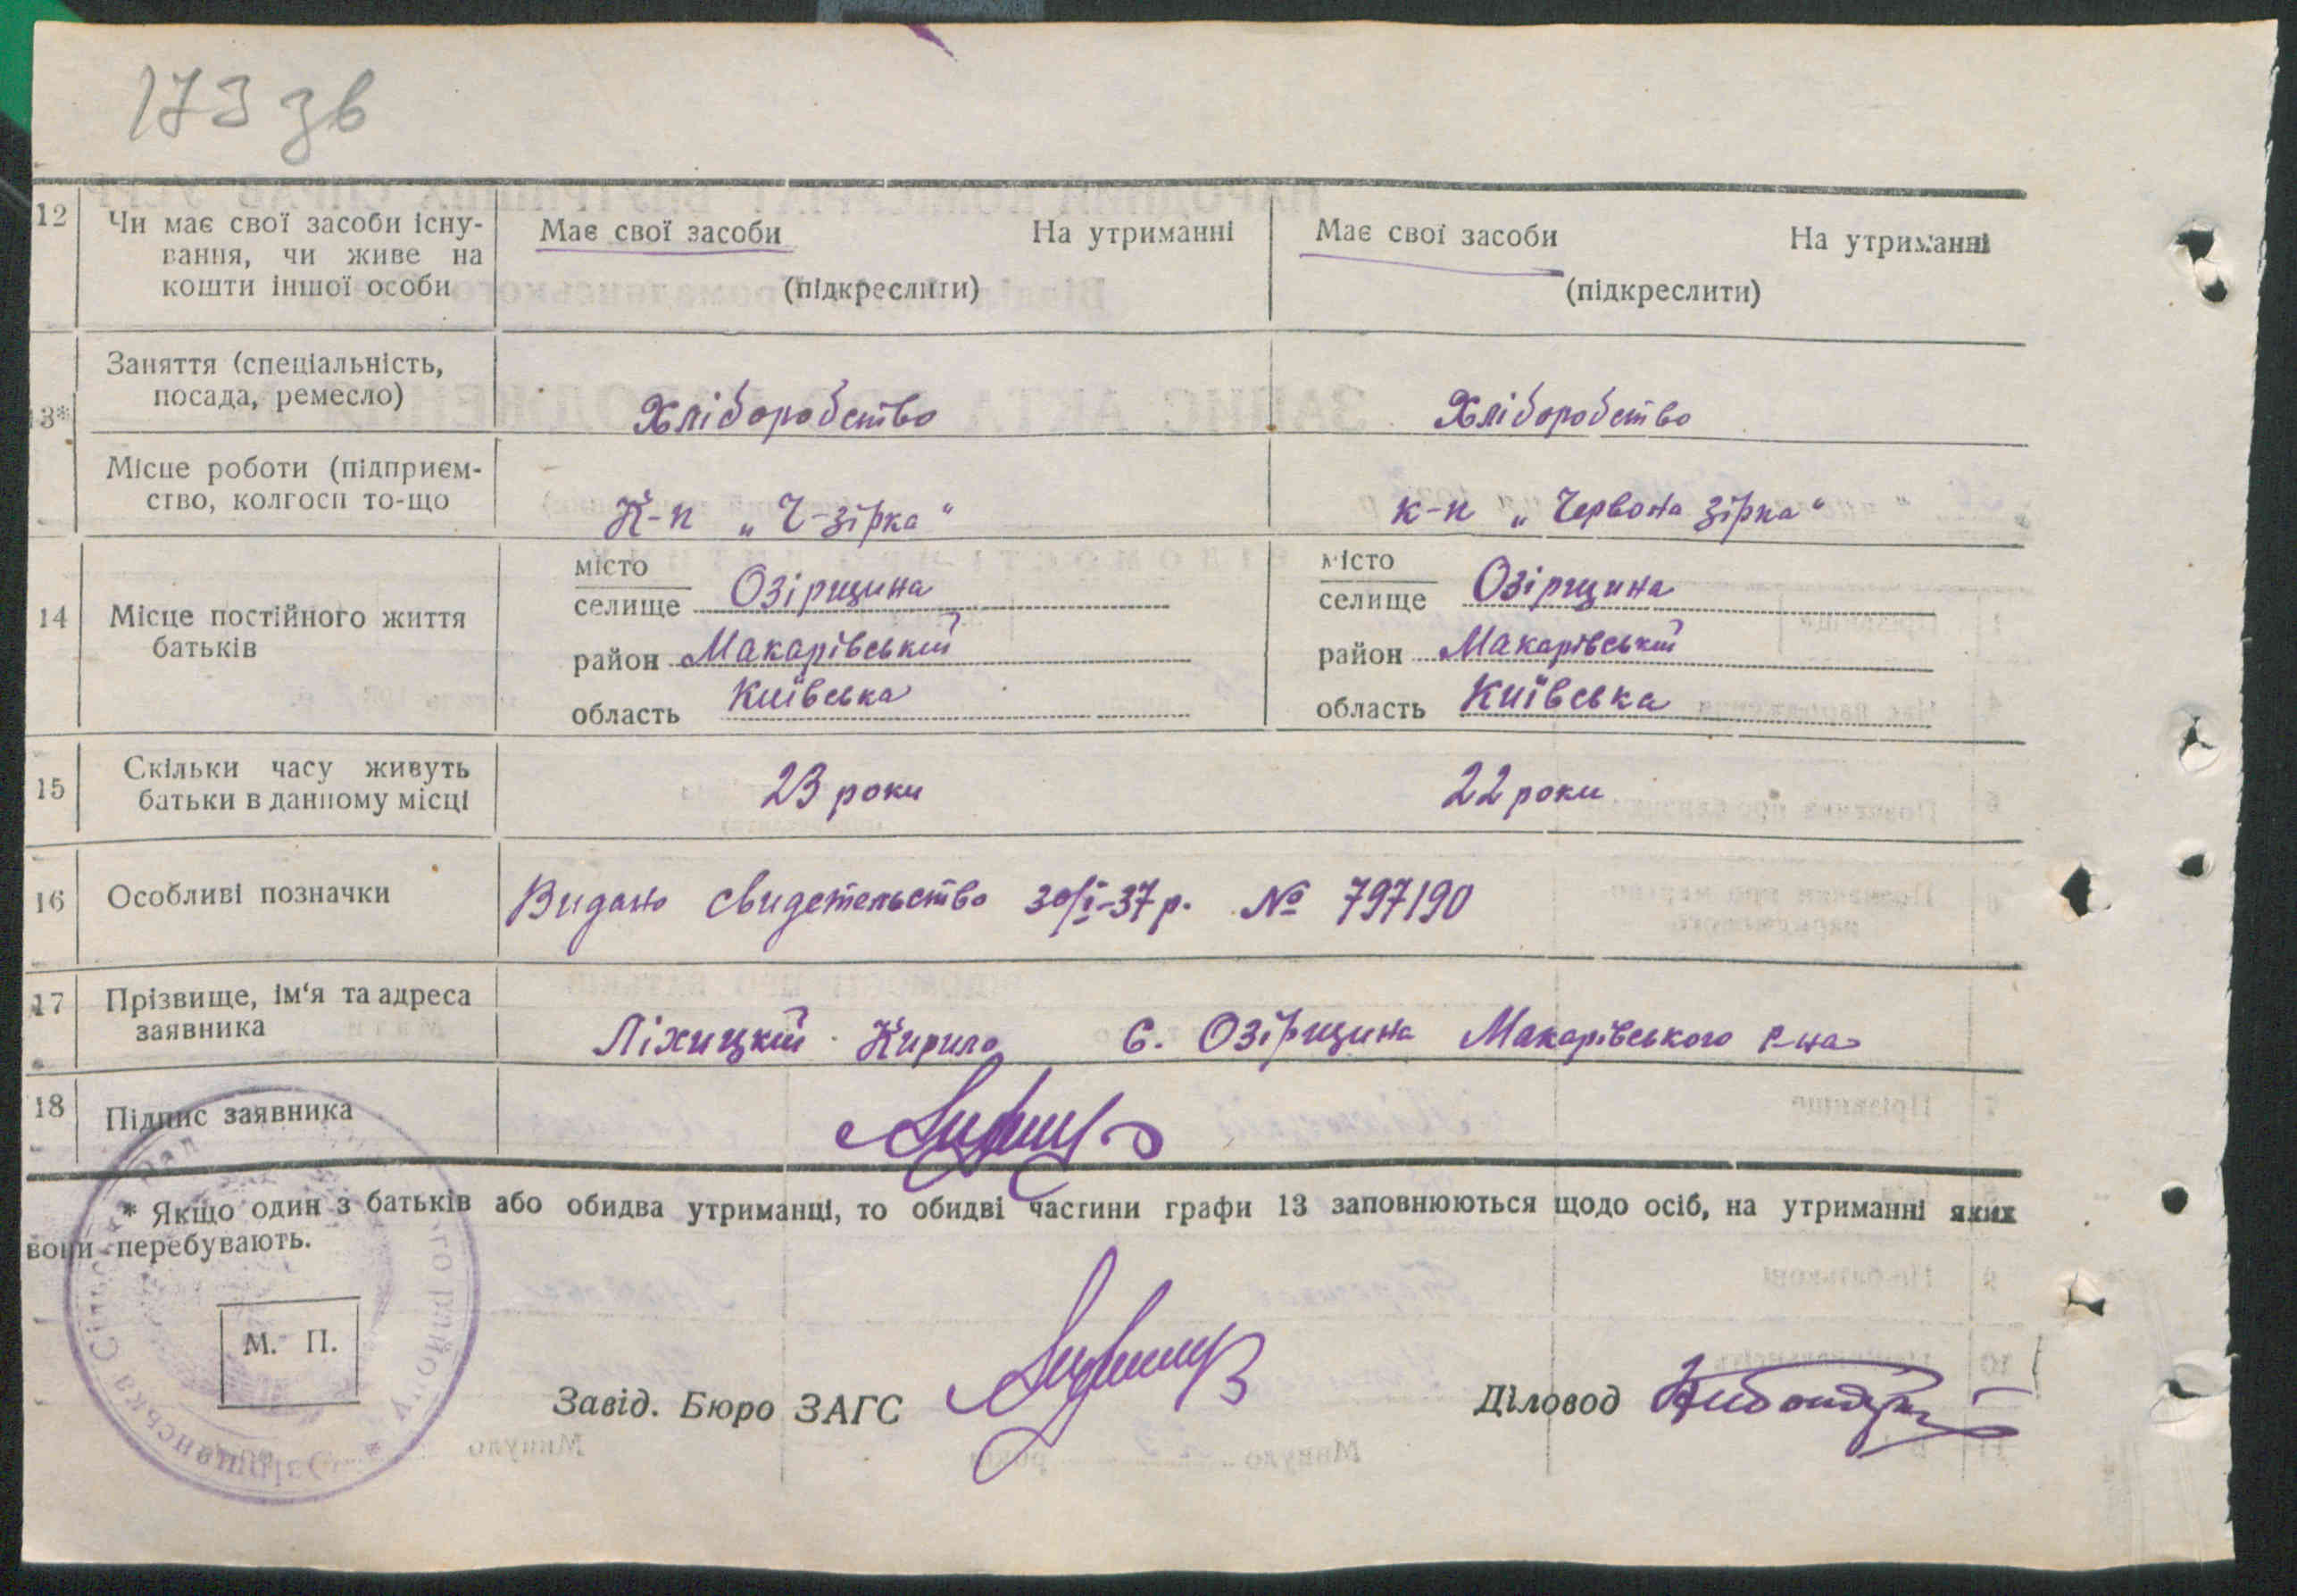 173 зв
12 Чи має свої засоби існу- Має свої засоби На утриманні Має свої засоби На утриманні
вання, чи живе на
кошти іншої особи (підкреслити) (підкреслити)
Заняття (спеціальність,
13* посада, ремесло) Хліборобство Хліборобство
Місце роботи (підприєм-
ство, колгосп то-що К-п „Ч-зірка“ к-п „Червона зірка“
місто місто
14 Місце постійного життя селище Озірщина селище Озірщина
батьків район Макарівський район Макарівський
область Київська область Київська
15 Скільки часу живуть 23 роки 22 роки
батьки в данному місці
16 Особливі позначки Видано свидетельство 30/I-37 р. № 797190
17 Прізвище, ім‘я та адреса
заявника Ліхицкій Кирило С. Озірщина Макарівського р-на
18 Підпис заявника
* Якщо один з батьків або обидва утриманці, то обидві частини графи 13 заповнюються щодо осіб, на утриманні яких
вони перебувають.
М. П.
Завід. Бюро ЗАГС Діловод